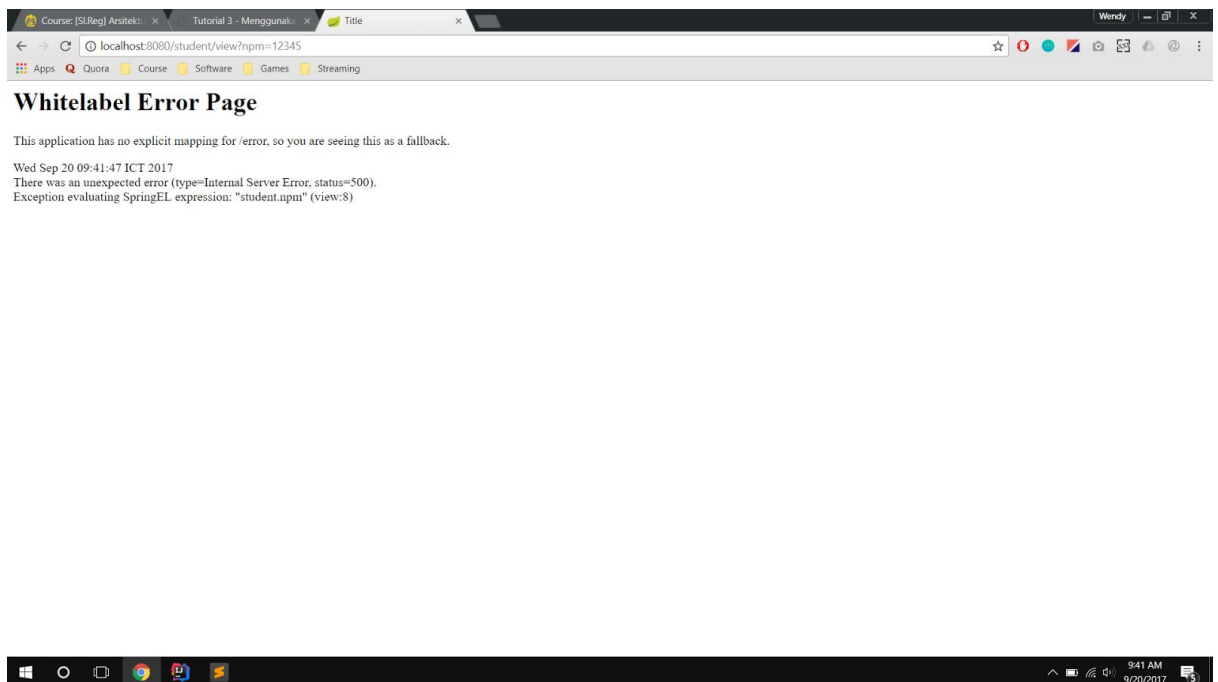 Course: [SI.Reg] Arsitektu
Tutorial 3 - Menggunaka
Title
Wendy
localhost:8080/student/view?npm=12345
Apps
Quora
Course
Software
Games
Streaming
Whitelabel Error Page
This application has no explicit mapping for /error, so you are seeing this as a fallback.
Wed Sep 20 09:41:47 ICT 2017
There was an unexpected error (type=Internal Server Error, status=500).
Exception evaluating SpringEL expression: "student.npm" (view:8)
9:41 AM
9/20/2017
5